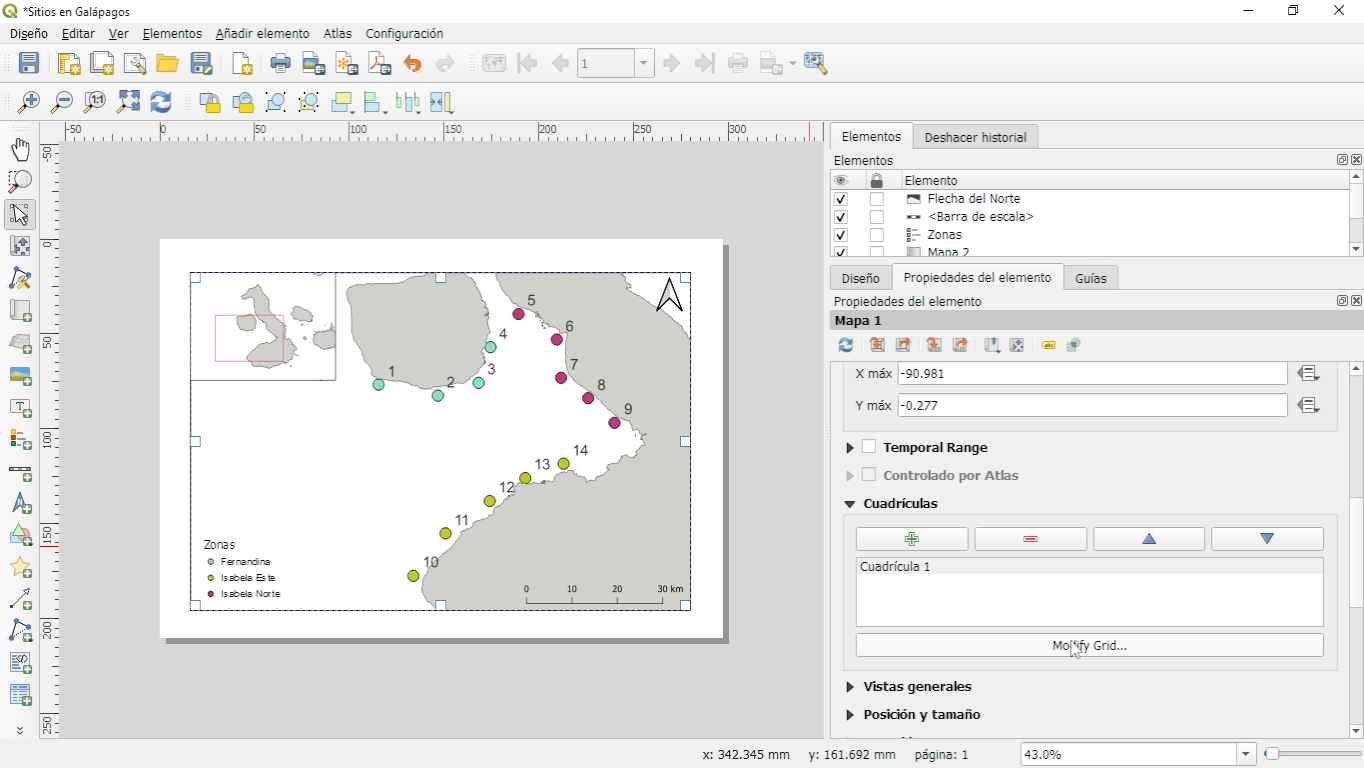 *Sitios en Galápagos
Diseño Editar Ver Elementos Añadir elemento Atlas Configuración
1
-50 0 50 100 150 200 250 300
-50 0 50 100 150 200 250
1 2 3 4 5 6 7 8 9 10 11 12 13 14
Zonas
Fernandina
Isabela Este
Isabela Norte
0 10 20 30 km
Elementos Deshacer historial
Elementos
Elemento
Flecha del Norte
<Barra de escala>
Zonas
Mapa 2
Diseño Propiedades del elemento Guías
Propiedades del elemento
Mapa 1
X máx -90.981
Y máx -0.277
Temporal Range
Controlado por Atlas
Cuadrículas
Cuadrícula 1
Modify Grid...
Vistas generales
Posición y tamaño
x: 342.345 mm y: 161.692 mm página: 1 43.0%